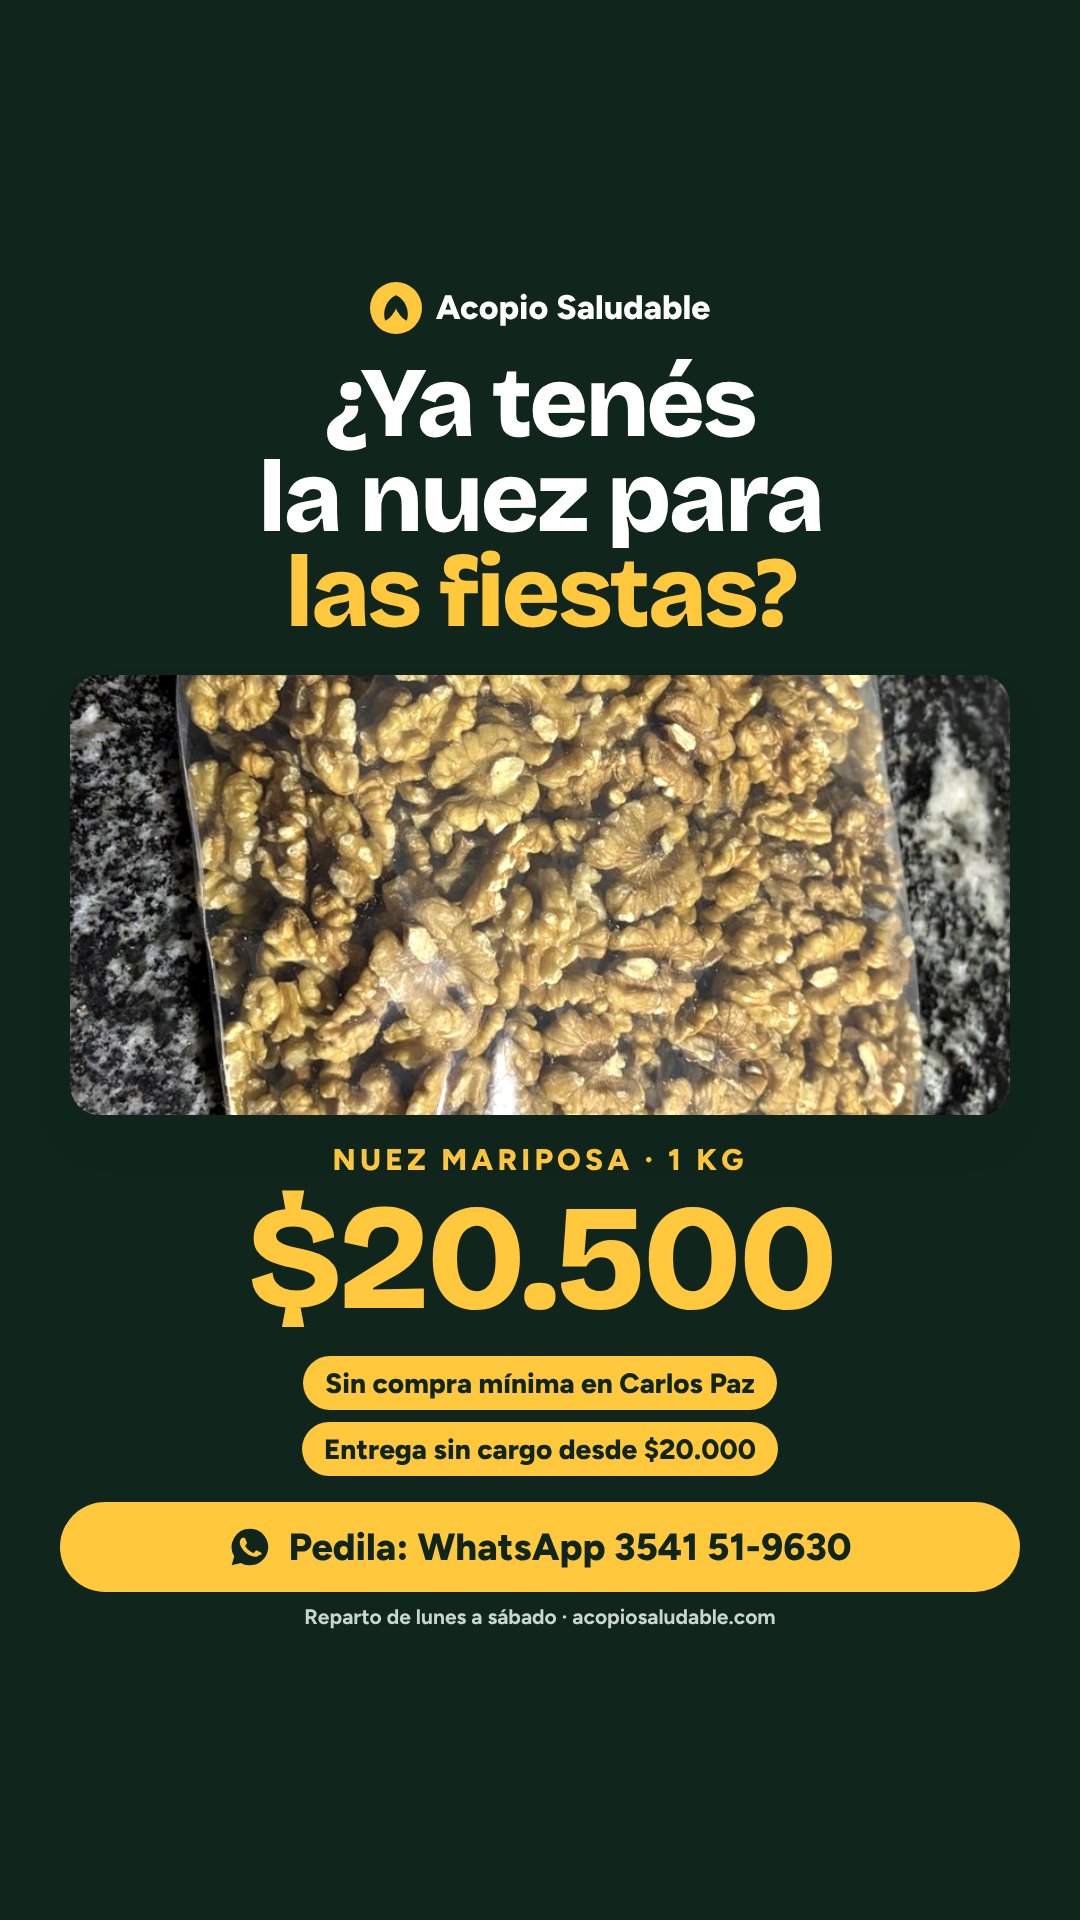 Acopio Saludable
¿Ya tenés
la nuez para
las fiestas?
NUEZ MARIPOSA · 1 KG
$20.500
Sin compra mínima en Carlos Paz
Entrega sin cargo desde $20.000
Pedila: WhatsApp 3541 51-9630
Reparto de lunes a sábado · acopiosaludable.com